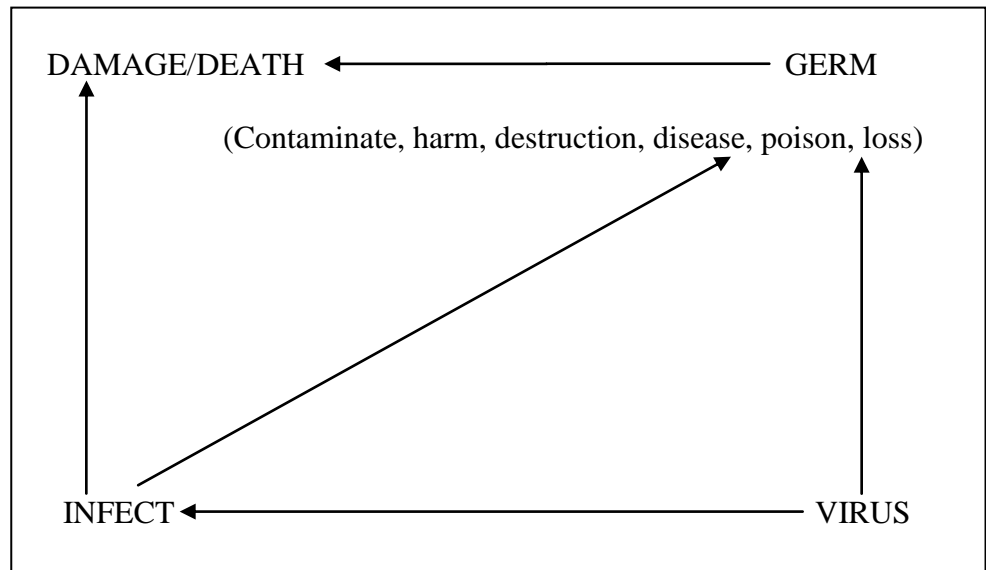 DAMAGE/DEATH GERM
(Contaminate, harm, destruction, disease, poison, loss)
INFECT VIRUS